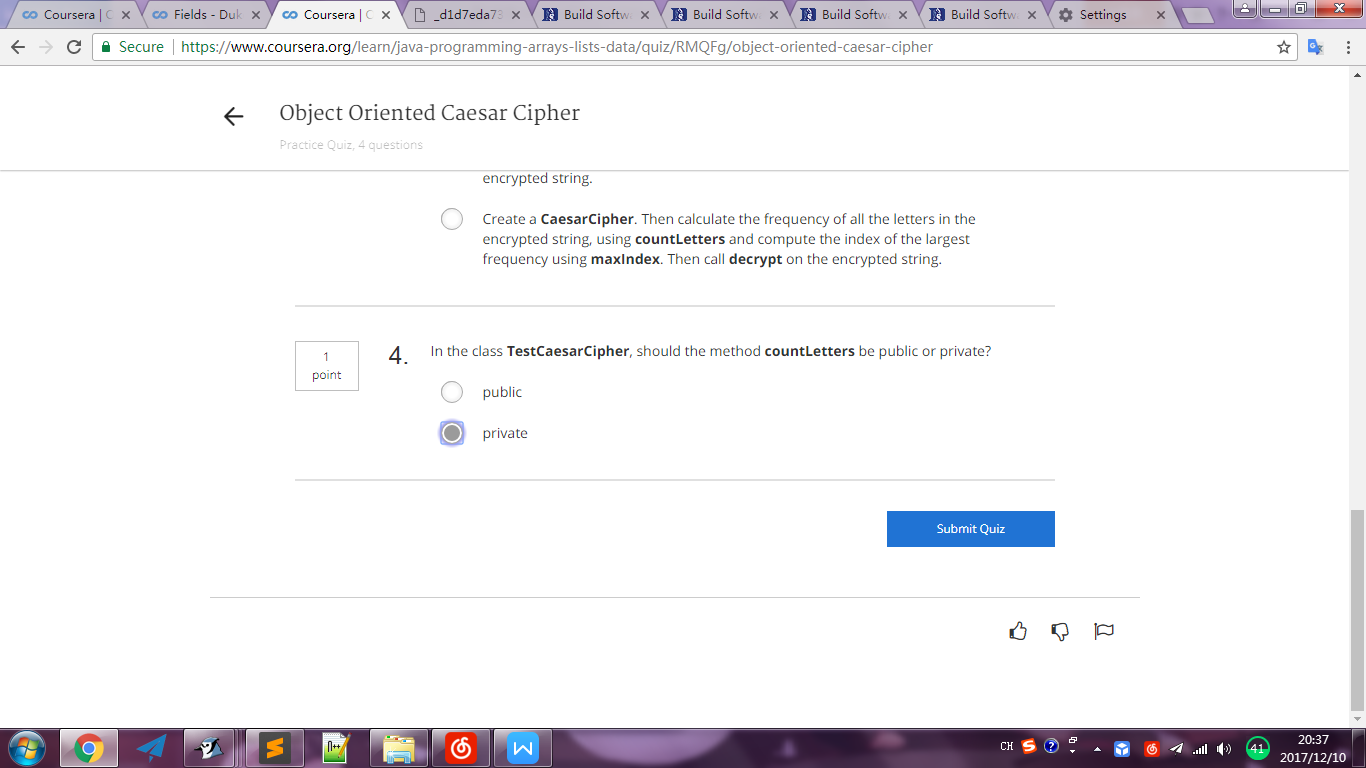 Coursera | C
Fields - Duk
Coursera | C
_d1d7eda73
Build Softwa
Build Softwa
Build Softwa
Build Softwa
Settings
Secure
https://www.coursera.org/learn/java-programming-arrays-lists-data/quiz/RMQFg/object-oriented-caesar-cipher
Object Oriented Caesar Cipher
Practice Quiz, 4 questions
encrypted string.
Create a CaesarCipher. Then calculate the frequency of all the letters in the
encrypted string, using countLetters and compute the index of the largest
frequency using maxIndex. Then call decrypt on the encrypted string.
1
point
4.
In the class TestCaesarCipher, should the method countLetters be public or private?
public
private
Submit Quiz
CH
41
20:37
2017/12/10